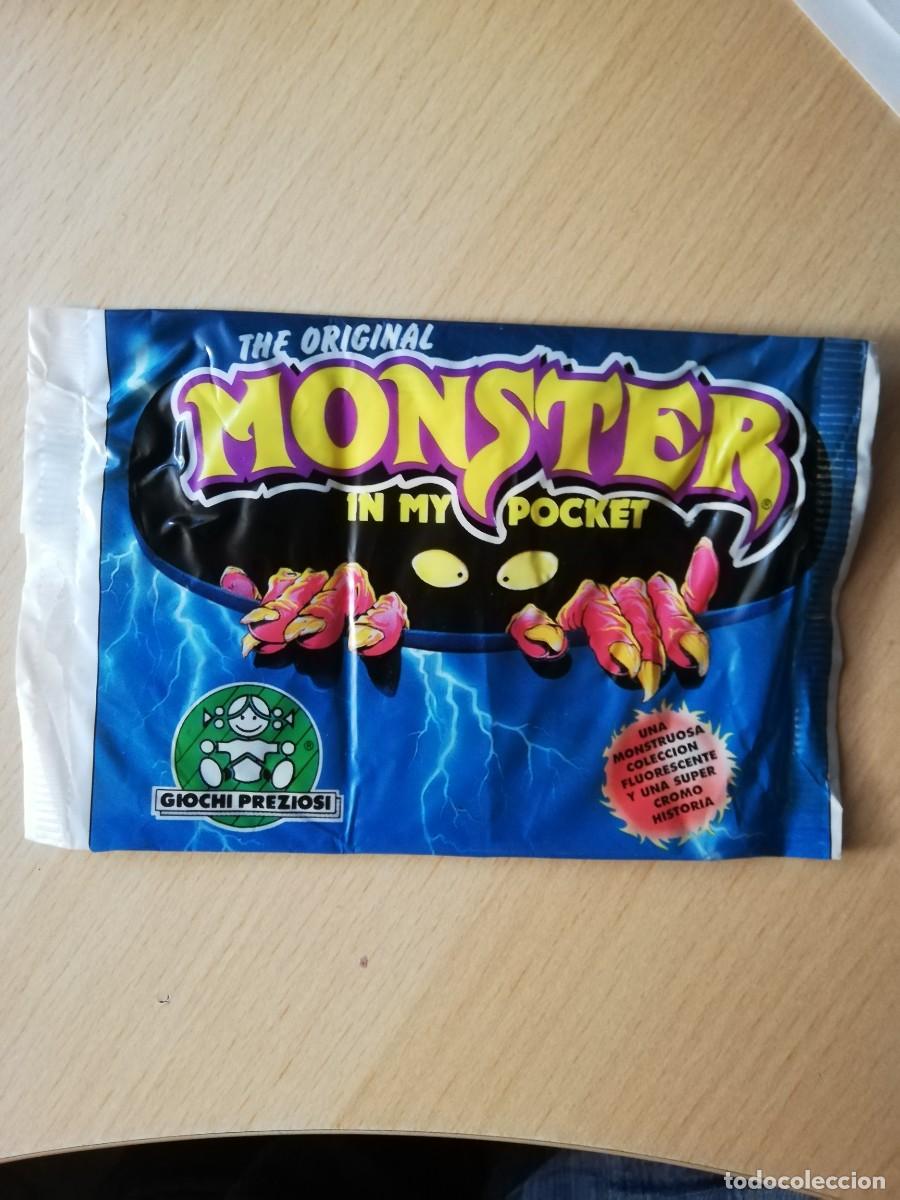 THE ORIGINAL
MONSTER
IN MY POCKET
®
®
GIOCHI PREZIOSI
UNA
MONSTRUOSA
COLECCION
FLUORESCENTE
Y UNA SUPER
CROMO
HISTORIA
todocoleccion